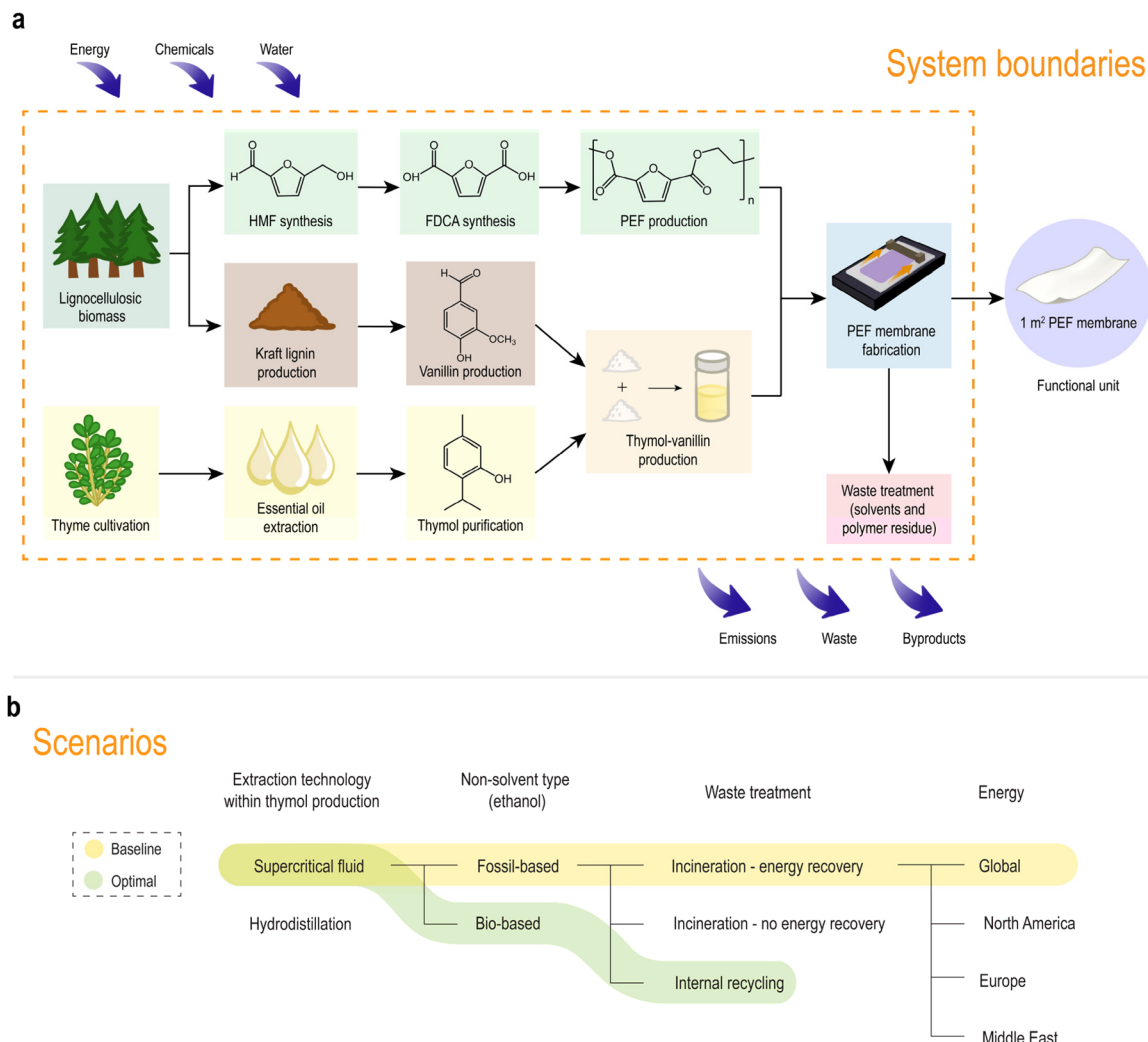 a
Energy
Chemicals
Water
System boundaries
O
H
O
OH
HMF synthesis
O
OH
O
O
OH
FDCA synthesis
O
O
O
O
O
n
PEF production
Lignocellulosic
biomass
Kraft lignin
production
O
OCH3
OH
Vanillin production
PEF membrane
fabrication
1 m² PEF membrane
Functional unit
+
Thymol-vanillin
production
Thyme cultivation
Essential oil
extraction
OH
Thymol purification
Waste treatment
(solvents and
polymer residue)
Emissions
Waste
Byproducts
b
Scenarios
Extraction technology
within thymol production
Non-solvent type
(ethanol)
Waste treatment
Energy
Baseline
Optimal
Supercritical fluid
Fossil-based
Incineration - energy recovery
Global
Hydrodistillation
Bio-based
Incineration - no energy recovery
North America
Internal recycling
Europe
Middle East